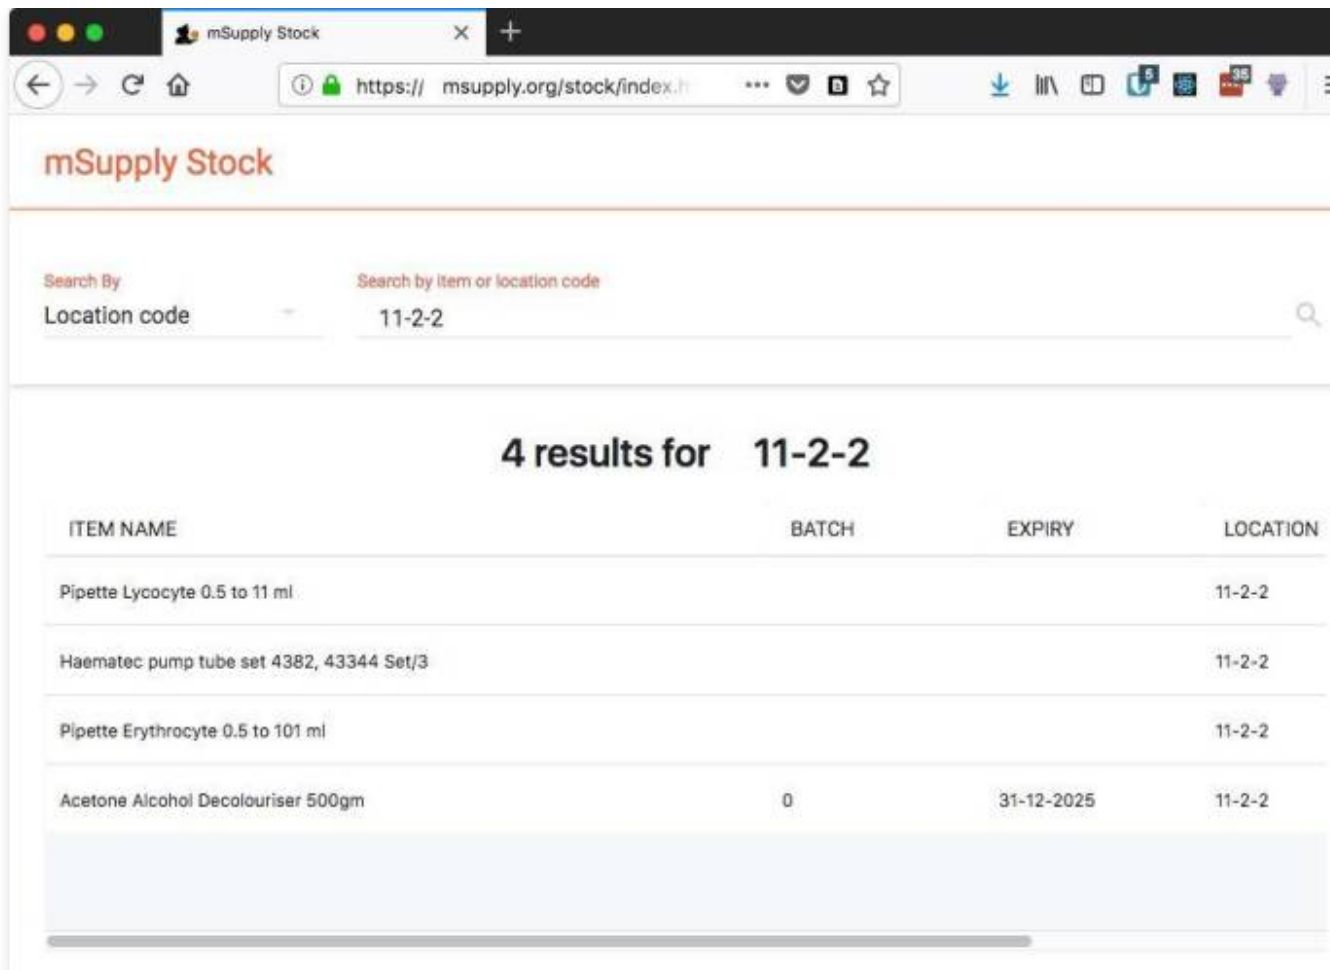 mSupply Stock
https:// msupply.org/stock/index.h
5
35
mSupply Stock
Search By
Search by item or location code
Location code
11-2-2
4 results for 11-2-2
ITEM NAME BATCH EXPIRY LOCATION
Pipette Lycocyte 0.5 to 11 ml 11-2-2
Haematec pump tube set 4382, 43344 Set/3 11-2-2
Pipette Erythrocyte 0.5 to 101 ml 11-2-2
Acetone Alcohol Decolouriser 500gm 0 31-12-2025 11-2-2